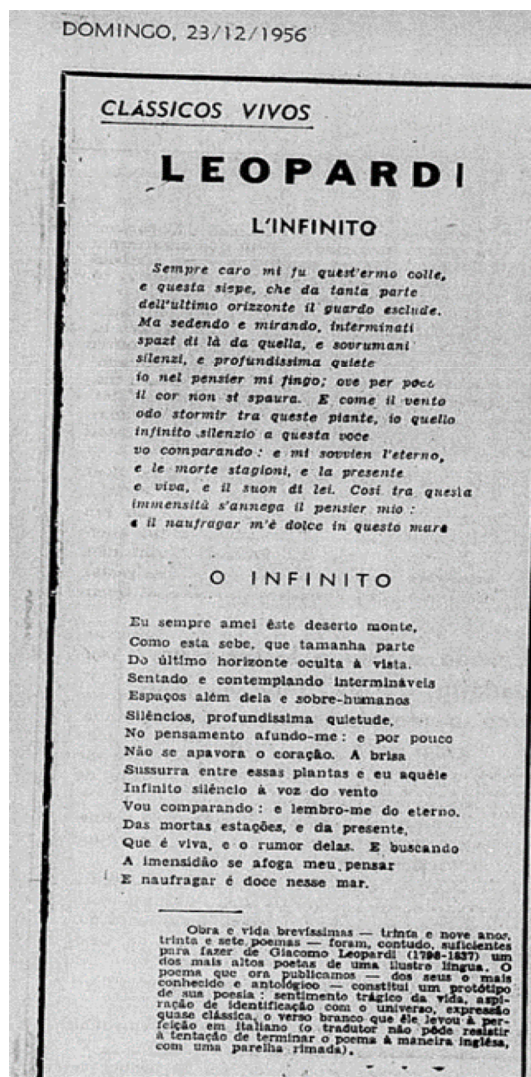 DOMINGO, 23/12/1956
CLÁSSICOS VIVOS
LEOPARDI
L'INFINITO
Sempre caro mi fu quest'ermo colle,
e questa siepe, che da tanta parte
dell'ultimo orizzonte il guardo esclude.
Ma sedendo e mirando, interminati
spazi di là da quella, e sovrumani
silenzi, e profundissima quiete
io nel pensier mi fingo; ove per poco
il cor non si spaura. E come il vento
odo stormir tra queste piante, io quello
infinito silenzio a questa voce
vo comparando: e mi sovvien l'eterno,
e le morte stagioni, e la presente
e viva, e il suon di lei. Così tra questa
immensità s'annega il pensier mio:
e il naufragar m'è dolce in questo mare
O INFINITO
Eu sempre amei êste deserto monte,
Como esta sebe, que tamanha parte
Do último horizonte oculta à vista.
Sentado e contemplando intermináveis
Espaços além dela e sobre-humanos
Silêncios, profundíssima quietude,
No pensamento afundo-me: e por pouco
Não se apavora o coração. A brisa
Sussurra entre essas plantas e eu aquêle
Infinito silêncio à voz do vento
Vou comparando: e lembro-me do eterno.
Das mortas estações, e da presente,
Que é viva, e o rumor delas. E buscando
A imensidão se afoga meu pensar
E naufragar é doce nesse mar.
Obra e vida brevíssimas — trinta e nove anos,
trinta e sete poemas — foram, contudo, suficientes
para fazer de Giacomo Leopardi (1798-1837) um
dos mais altos poetas de uma ilustre língua. O
poema que ora publicamos — dos seus o mais
conhecido e antológico — constitui um protótipo
de sua poesia: sentimento trágico da vida, aspi-
ração de identificação com o universo, expressão
quase clássica, o verso branco que êle levou à per-
feição em italiano (o tradutor não pôde resistir
à tentação de terminar o poema à maneira inglêsa,
com uma parelha rimada).